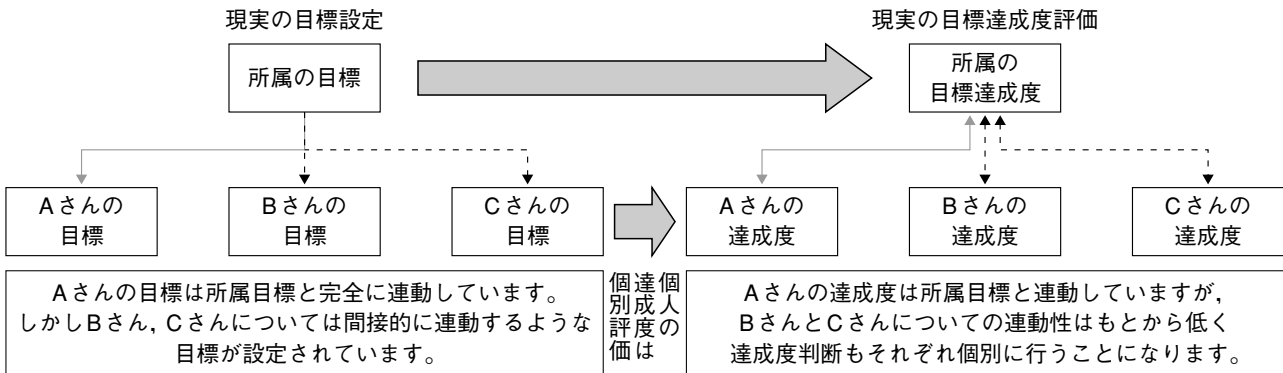 現実の目標設定
所属の目標
Aさんの
目標
Bさんの
目標
Cさんの
目標
Aさんの目標は所属目標と完全に連動しています。
しかしBさん，Cさんについては間接的に連動するような
目標が設定されています。
個人の
達成度は
個別評価
現実の目標達成度評価
所属の
目標達成度
Aさんの
達成度
Bさんの
達成度
Cさんの
達成度
Aさんの達成度は所属目標と連動していますが，
BさんとCさんについての連動性はもとから低く
達成度判断もそれぞれ個別に行うことになります。